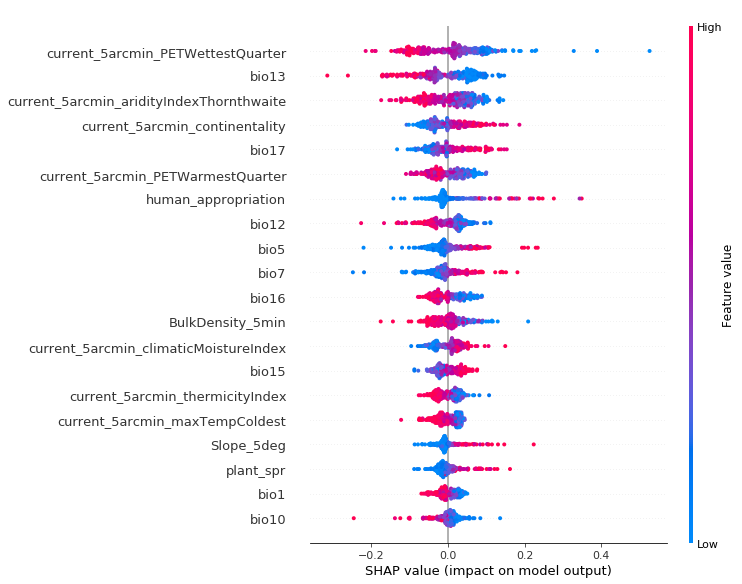 High
current_5arcmin_PETWettestQuarter
bio13
current_5arcmin_aridityIndexThornthwaite
current_5arcmin_continentality
bio17
current_5arcmin_PETWarmestQuarter
human_appropriation
bio12
bio5
bio7
bio16
BulkDensity_5min
current_5arcmin_climaticMoistureIndex
bio15
current_5arcmin_thermicityIndex
current_5arcmin_maxTempColdest
Slope_5deg
plant_spr
bio1
bio10
Feature value
Low
−0.2 0.0 0.2 0.4
SHAP value (impact on model output)